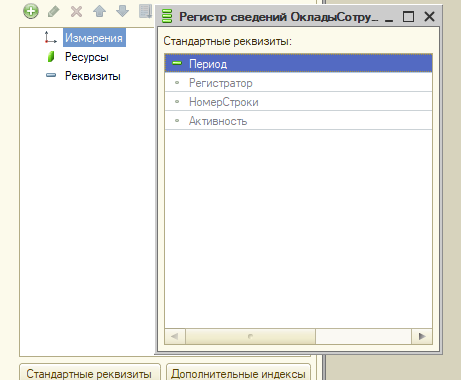 Регистр сведений ОкладыСотру...
Измерения
Ресурсы
Реквизиты
Стандартные реквизиты:
Период
Регистратор
НомерСтроки
Активность
Стандартные реквизиты
Дополнительные индексы